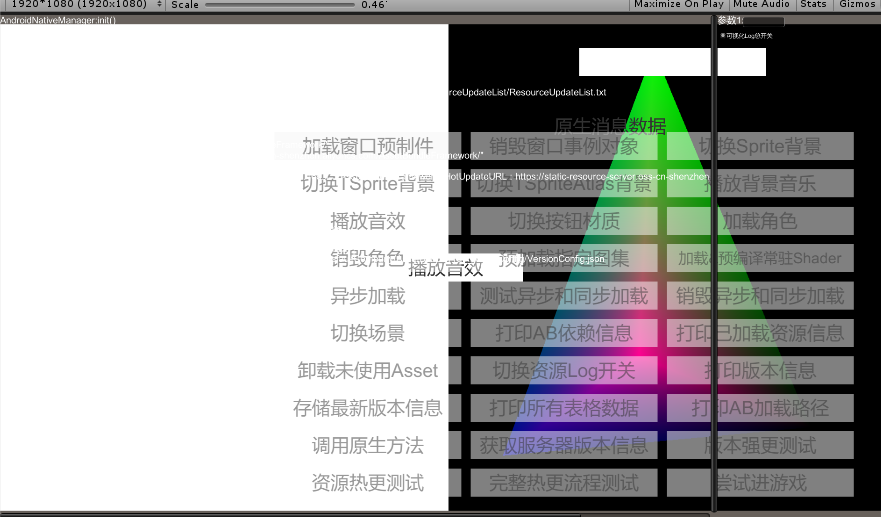 1920*1080 (1920x1080) Scale 0.46 Maximize On Play Mute Audio Stats Gizmos
AndroidNativeManager:init()
参数1:
可视化Log总开关
rceUpdateList/ResourceUpdateList.txt
原生消息数据
加载窗口预制件 销毁窗口事例对象 切换Sprite背景
mework/"
切换TSprite背景 切换TSpriteAtlas背景 播放背景音乐
HotUpdateURL : https://static-resource-server.oss-cn-shenzhen
播放音效 切换按钮材质 加载角色
销毁角色 预加载指定图集 加载&预编译常驻Shader
/VersionConfig.json
播放音效
异步加载 测试异步和同步加载 销毁异步和同步加载
切换场景 打印AB依赖信息 打印已加载资源信息
卸载未使用Asset 切换资源Log开关 打印版本信息
存储最新版本信息 打印所有表格数据 打印AB加载路径
调用原生方法 获取服务器版本信息 版本强更测试
资源热更测试 完整热更流程测试 尝试进游戏